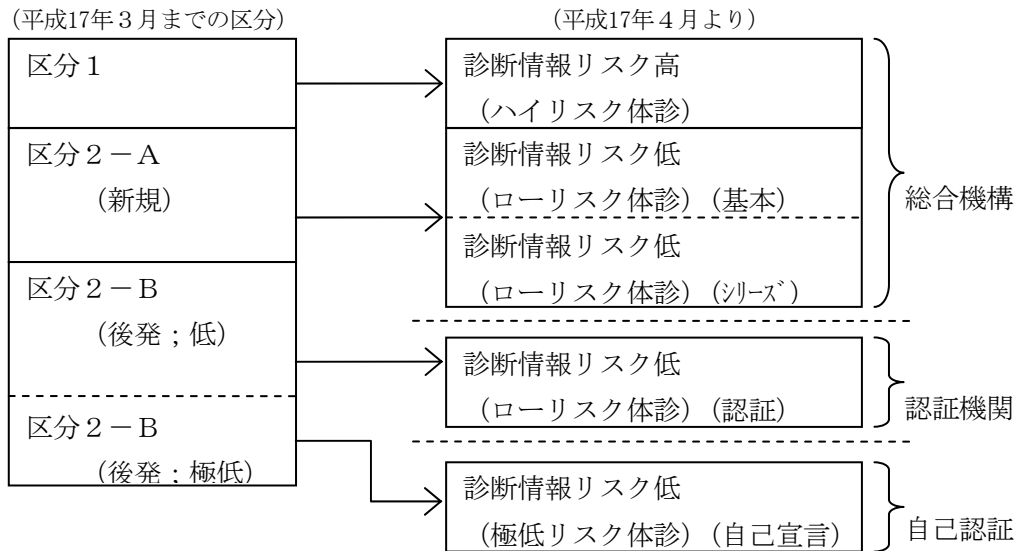 (平成17年３月までの区分)
(平成17年４月より)
区分１
区分２－Ａ
(新規)
区分２－Ｂ
(後発；低)
区分２－Ｂ
(後発；極低)
診断情報リスク高
(ハイリスク体診)
診断情報リスク低
(ローリスク体診) (基本)
診断情報リスク低
(ローリスク体診) (ｼﾘｰｽﾞ)
総合機構
診断情報リスク低
(ローリスク体診) (認証)
認証機関
診断情報リスク低
(極低リスク体診) (自己宣言)
自己認証